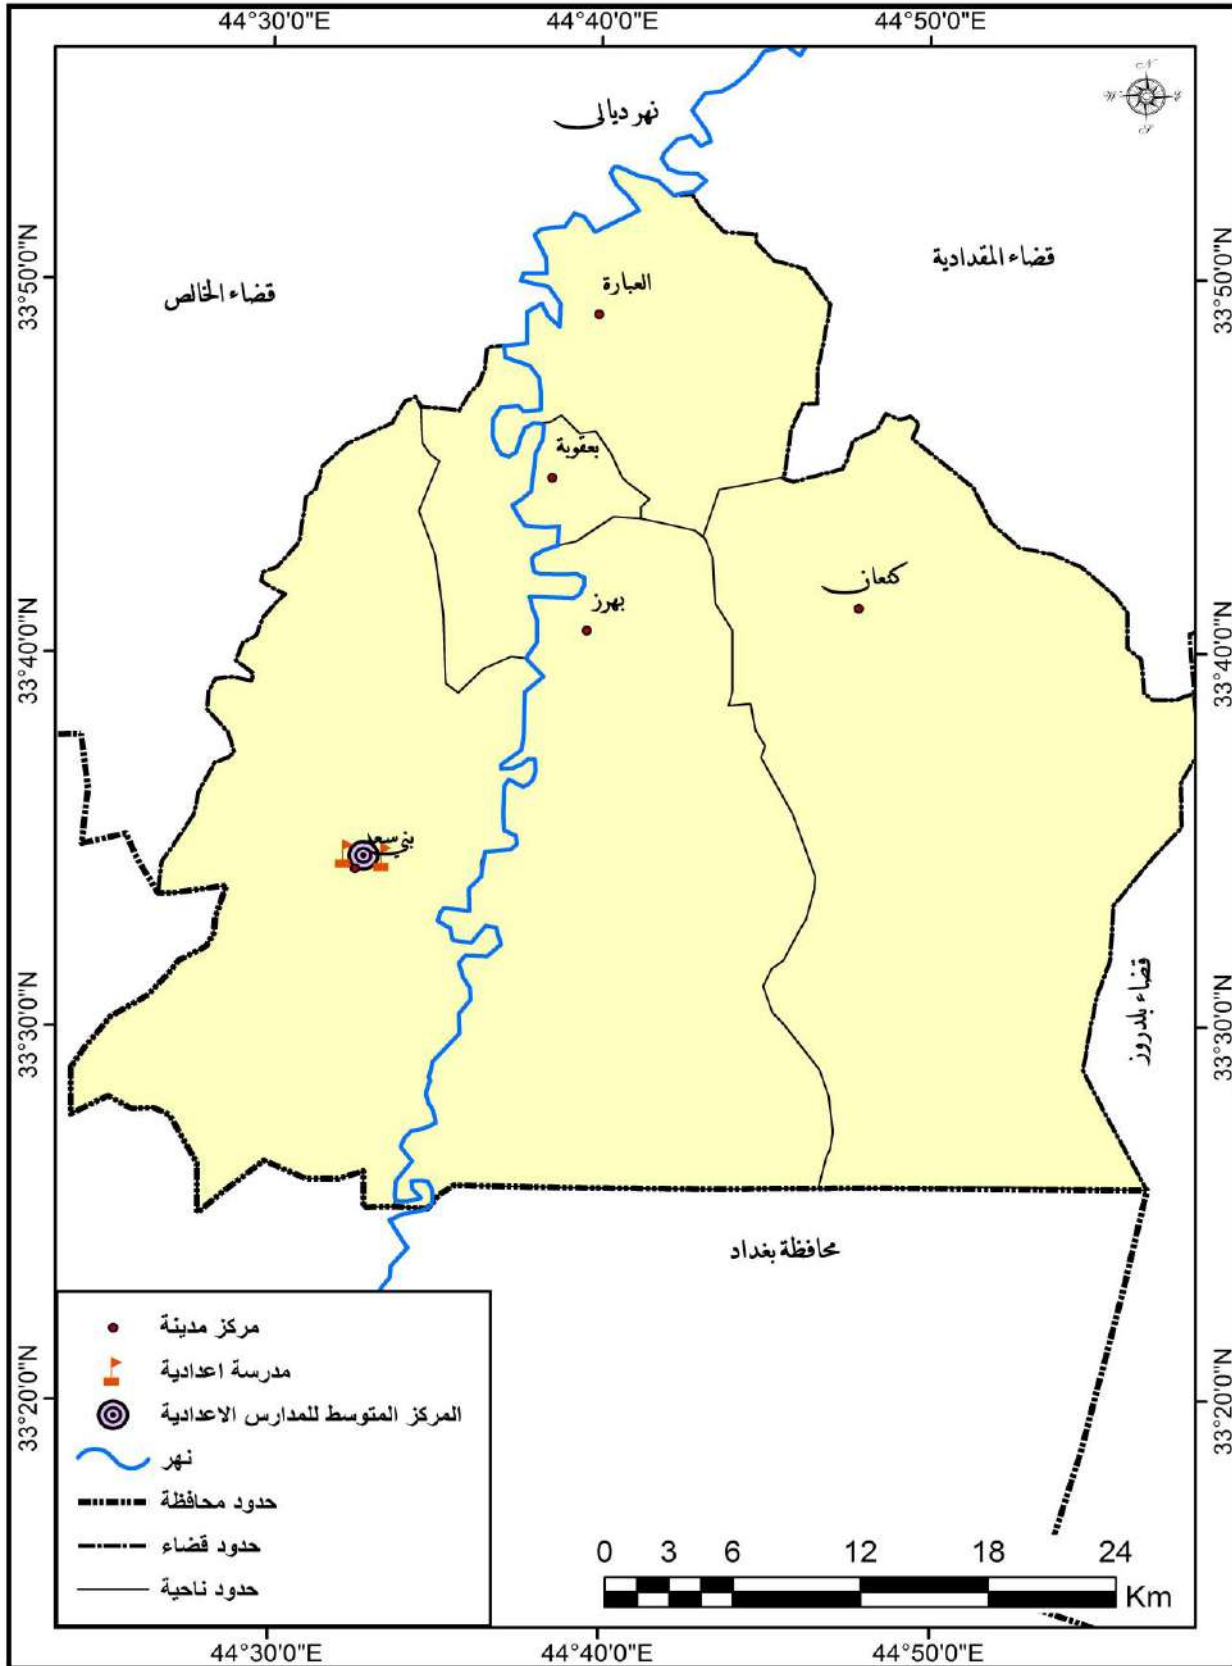 44°30'0"E
44°40'0"E
44°50'0"E
N
W
E
S
نهر ديالى
قضاء المقدادية
قضاء الخالص
العبارة
بعقوبة
كنعان
بهرز
بني سعد
قضاء بلدروز
محافظة بغداد
33°50'0"N
33°50'0"N
33°40'0"N
33°40'0"N
33°30'0"N
33°30'0"N
33°20'0"N
33°20'0"N
مركز مدينة
مدرسة اعدادية
المركز المتوسط للمدارس الاعدادية
نهر
حدود محافظة
حدود قضاء
حدود ناحية
0 3 6 12 18 24
Km
44°30'0"E
44°40'0"E
44°50'0"E